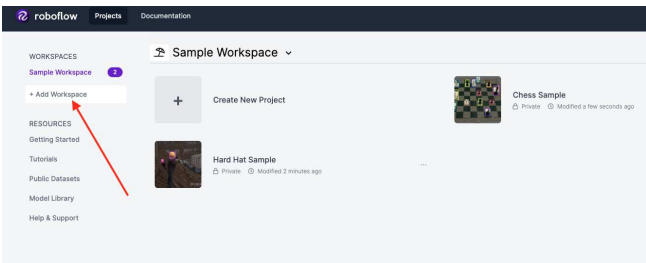 roboflow Projects Documentation
WORKSPACES
Sample Workspace 2
+ Add Workspace
RESOURCES
Getting Started
Tutorials
Public Datasets
Model Library
Help & Support
Sample Workspace
+ Create New Project
Chess Sample
Private Modified a few seconds ago
Hard Hat Sample
Private Modified 2 minutes ago
...